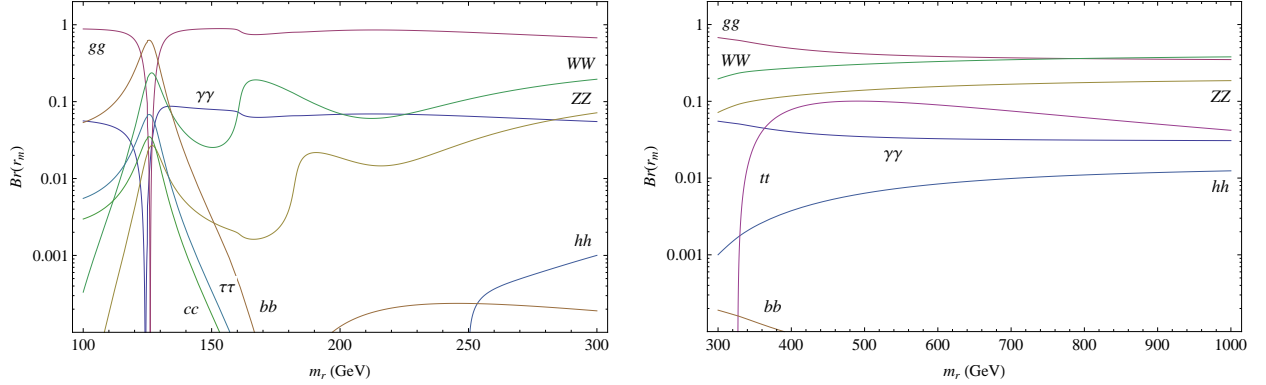 1
0.1
0.01
0.001
Br(r_m)
gg
γγ
WW
ZZ
hh
ττ
bb
cc
100 150 200 250 300
m_r (GeV)
1
0.1
0.01
0.001
Br(r_m)
gg
WW
ZZ
γγ
tt
hh
bb
300 400 500 600 700 800 900 1000
m_r (GeV)